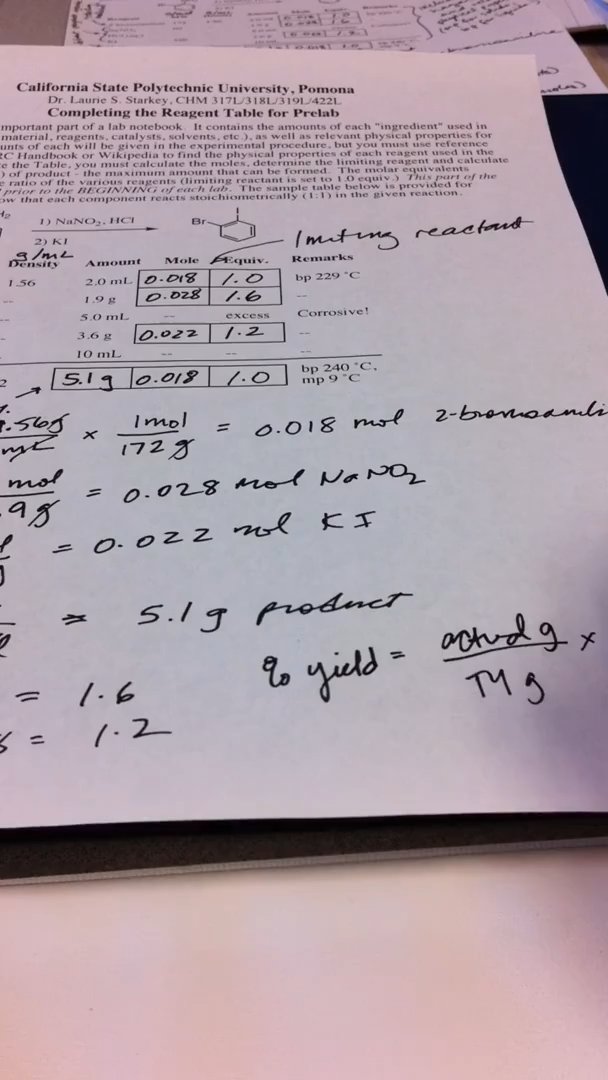 California State Polytechnic University, Pomona
Dr. Laurie S. Starkey, CHM 317L/318L/319L/422L
Completing the Reagent Table for Prelab
mportant part of a lab notebook. It contains the amounts of each "ingredient" used in
material, reagents, catalysts, solvents, etc.), as well as relevant physical properties for
unts of each will be given in the experimental procedure, but you must use reference
RC Handbook or Wikipedia to find the physical properties of each reagent used in the
e the Table, you must calculate the moles, determine the limiting reagent and calculate
) of product - the maximum amount that can be formed. The molar equivalents
e ratio of the various reagents (limiting reactant is set to 1.0 equiv.) This part of the
prior to the BEGINNING of each lab. The sample table below is provided for
ow that each component reacts stoichiometrically (1:1) in the given reaction.
H2
1) NaNO2, HCl
2) KI
Br
I
limiting reactant
g/mL
Density Amount Mole Equiv. Remarks
1.56 2.0 mL 0.018 1.0 bp 229 °C
-- 1.9 g 0.028 1.6 --
-- 5.0 mL -- excess Corrosive!
- 3.6 g 0.022 1.2 --
10 mL -- -- --
2 5.1 g 0.018 1.0 bp 240 °C,
mp 9 °C
1.56g/mL × 1mol/172g = 0.018 mol 2-bromoanili
mol/.9g = 0.028 mol NaNO2
= 0.022 mol KI
= 5.1 g product
% yield = actual g / TY g ×
= 1.6
= 1.2